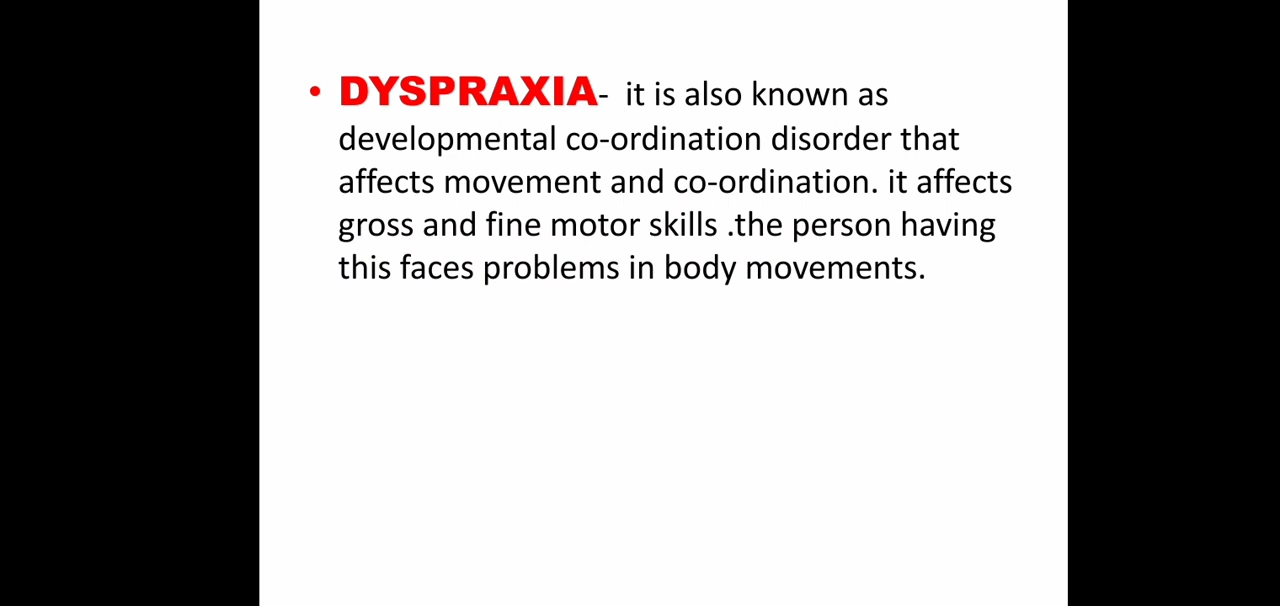 • DYSPRAXIA- it is also known as
developmental co-ordination disorder that
affects movement and co-ordination. it affects
gross and fine motor skills .the person having
this faces problems in body movements.